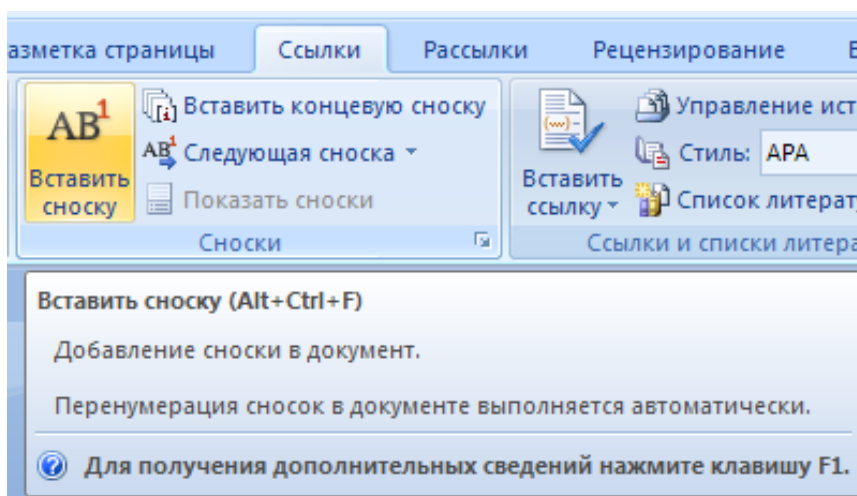 азметка страницы Ссылки Рассылки Рецензирование В
AB¹ Вставить концевую сноску Управление ист
AB¹ Следующая сноска Стиль: APA
Вставить сноску Показать сноски Вставить ссылку Список литерат
Сноски Ссылки и списки литера
Вставить сноску (Alt+Ctrl+F)
Добавление сноски в документ.
Перенумерация сносок в документе выполняется автоматически.
Для получения дополнительных сведений нажмите клавишу F1.